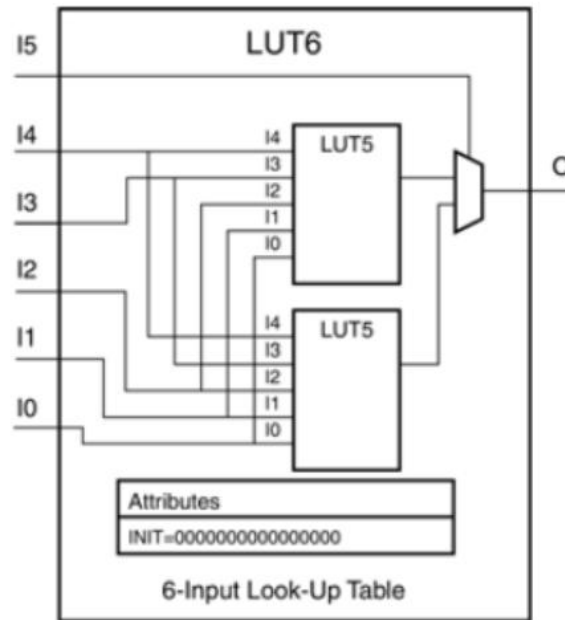 LUT6
I5
I4
I3
I2
I1
I0
LUT5
I4
I3
I2
I1
I0
LUT5
I4
I3
I2
I1
I0
Attributes
INIT=0000000000000000
6-Input Look-Up Table